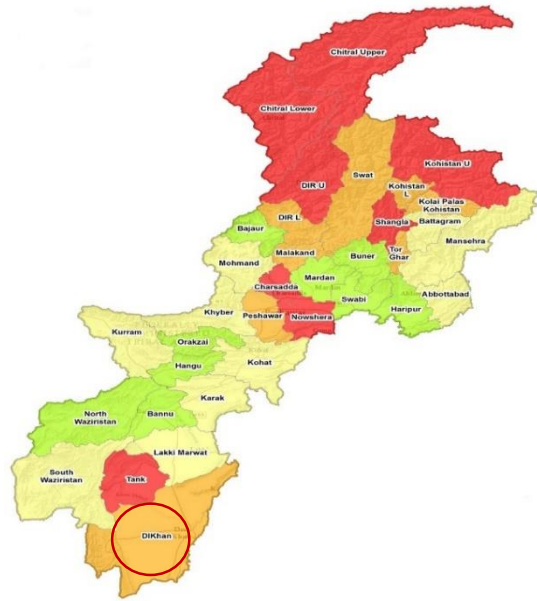 Chitral Upper
Chitral Lower
Kohistan U
Swat
DIR U
Kohistan
L
Kolai Palas
Kohistan
DIR L
Shangla
Battagram
Bajaur
Mansehra
Malakand
Buner
Tor
Ghar
Mohmand
Mardan
Charsadda
Abbottabad
Swabi
Haripur
Khyber
Peshawar
Nowshera
Kurram
Orakzai
Hangu
Kohat
Karak
North
Waziristan
Bannu
Lakki Marwat
South
Waziristan
Tank
DIKhan